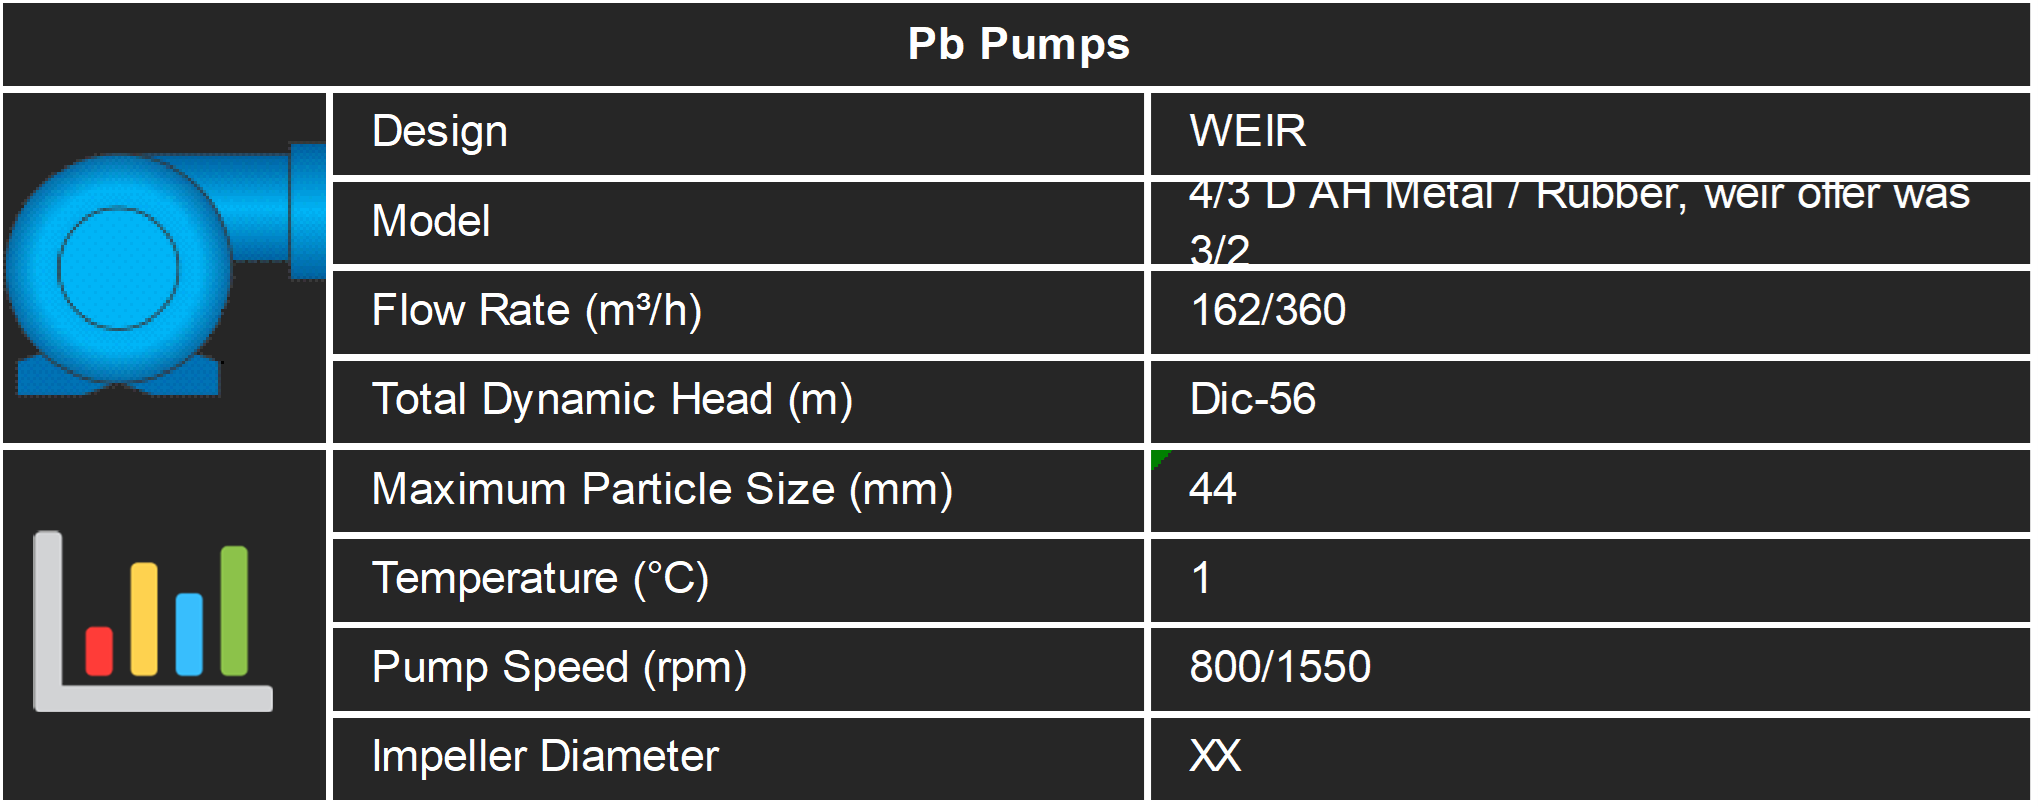 Pb Pumps
Design
WEIR
Model
4/3 D AH Metal / Rubber, weir offer was
3/2
Flow Rate (m³/h)
162/360
Total Dynamic Head (m)
Dic-56
Maximum Particle Size (mm)
44
Temperature (°C)
1
Pump Speed (rpm)
800/1550
Impeller Diameter
XX